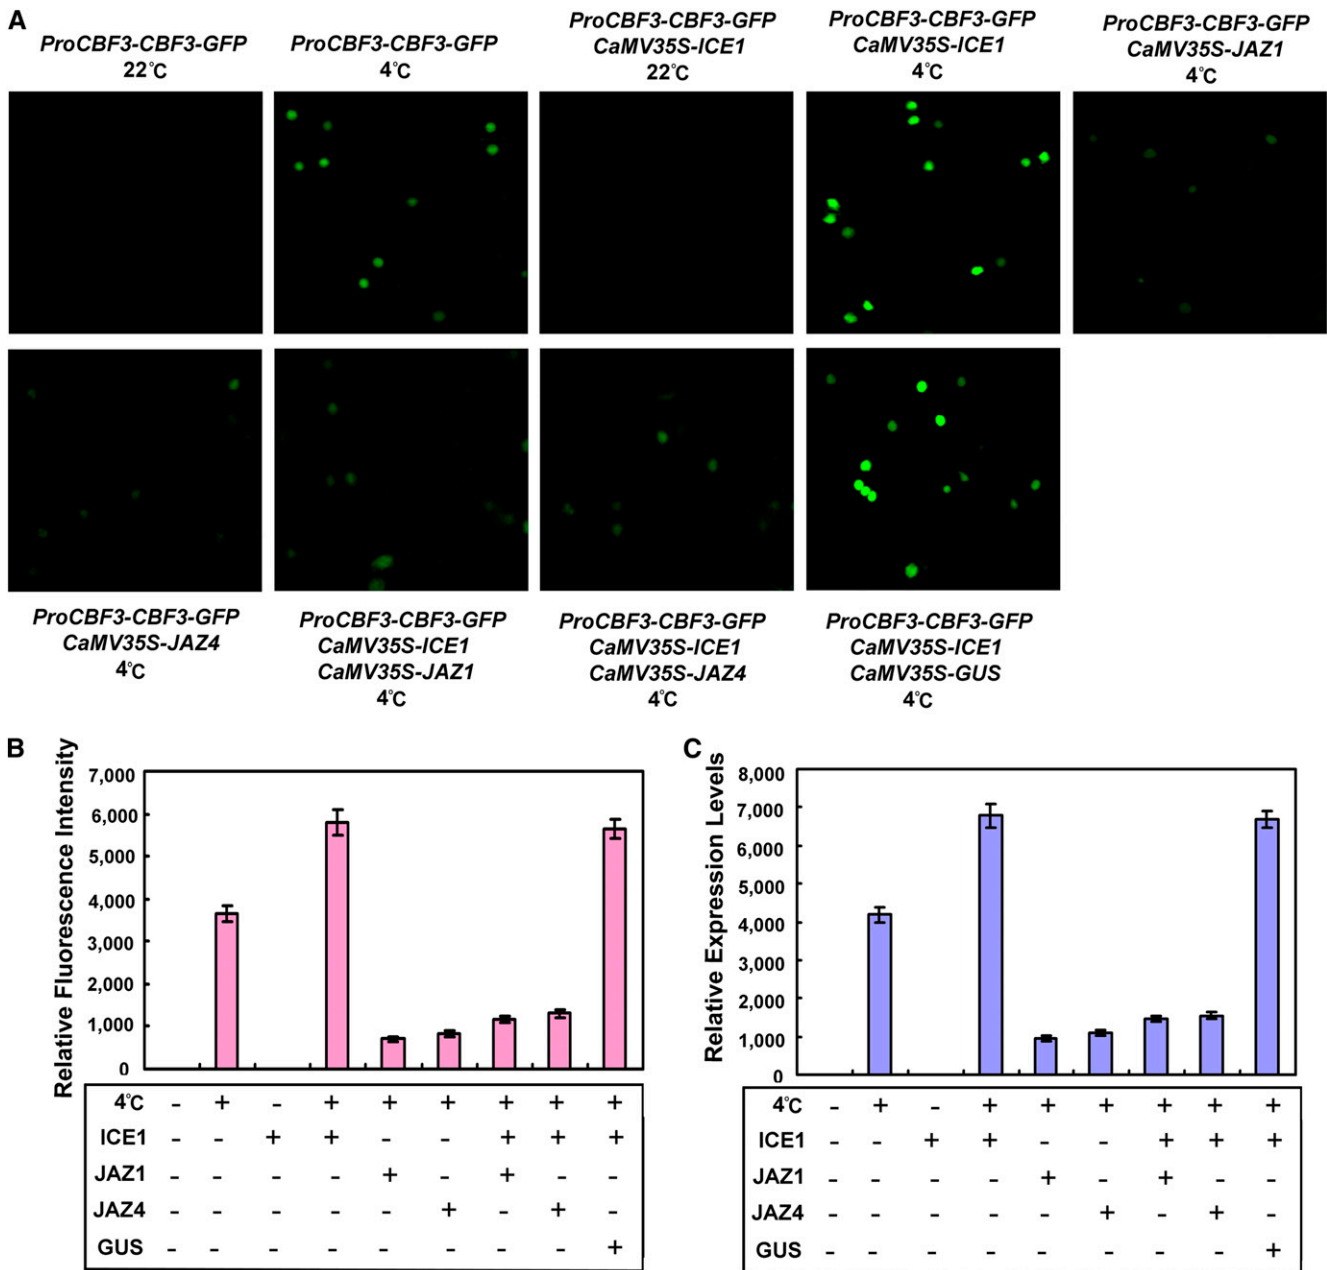 A
ProCBF3-CBF3-GFP
22°C
ProCBF3-CBF3-GFP
4°C
ProCBF3-CBF3-GFP
CaMV35S-ICE1
22°C
ProCBF3-CBF3-GFP
CaMV35S-ICE1
4°C
ProCBF3-CBF3-GFP
CaMV35S-JAZ1
4°C
ProCBF3-CBF3-GFP
CaMV35S-JAZ4
4°C
ProCBF3-CBF3-GFP
CaMV35S-ICE1
CaMV35S-JAZ1
4°C
ProCBF3-CBF3-GFP
CaMV35S-ICE1
CaMV35S-JAZ4
4°C
ProCBF3-CBF3-GFP
CaMV35S-ICE1
CaMV35S-GUS
4°C
B
Relative Fluorescence Intensity
7,000
6,000
5,000
4,000
3,000
2,000
1,000
0
4°C - + - + + + + + +
ICE1 - - + + - - + + +
JAZ1 - - - - + - + - -
JAZ4 - - - - - + - + -
GUS - - - - - - - - +
C
Relative Expression Levels
8,000
7,000
6,000
5,000
4,000
3,000
2,000
1,000
0
4°C - + - + + + + + +
ICE1 - - + + - - + + +
JAZ1 - - - - + - + - -
JAZ4 - - - - - + - + -
GUS - - - - - - - - +